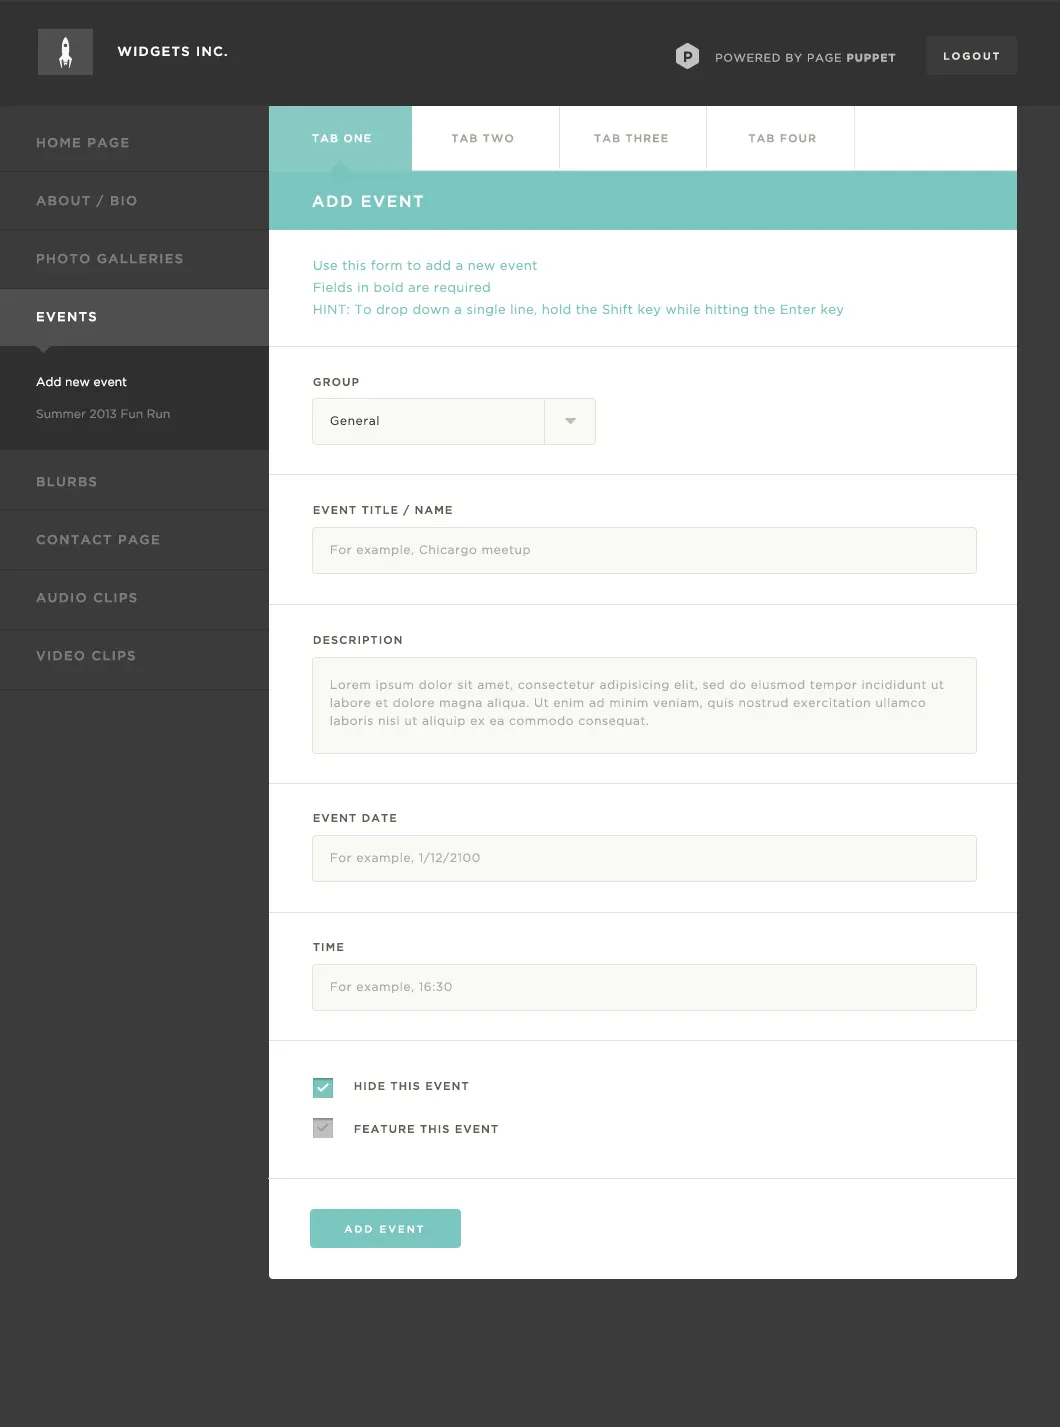 WIDGETS INC.
P
POWERED BY PAGE PUPPET
LOGOUT
HOME PAGE
ABOUT / BIO
PHOTO GALLERIES
EVENTS
Add new event
Summer 2013 Fun Run
BLURBS
CONTACT PAGE
AUDIO CLIPS
VIDEO CLIPS
TAB ONE
TAB TWO
TAB THREE
TAB FOUR
ADD EVENT
Use this form to add a new event
Fields in bold are required
HINT: To drop down a single line, hold the Shift key while hitting the Enter key
GROUP
General
EVENT TITLE / NAME
For example, Chicargo meetup
DESCRIPTION
Lorem ipsum dolor sit amet, consectetur adipisicing elit, sed do eiusmod tempor incididunt ut
labore et dolore magna aliqua. Ut enim ad minim veniam, quis nostrud exercitation ullamco
laboris nisi ut aliquip ex ea commodo consequat.
EVENT DATE
For example, 1/12/2100
TIME
For example, 16:30
HIDE THIS EVENT
FEATURE THIS EVENT
ADD EVENT